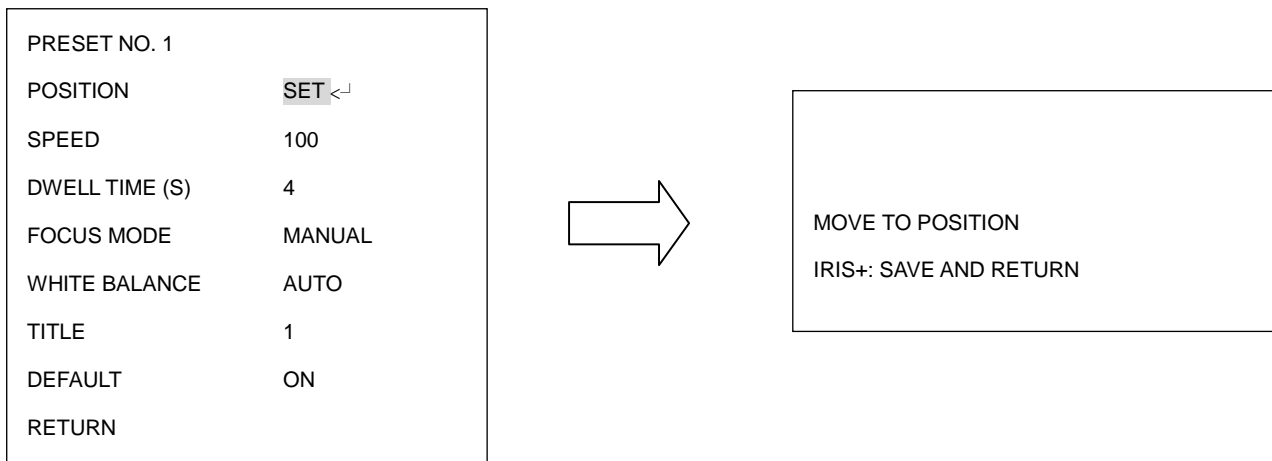 PRESET NO. 1
POSITION SET <┘
SPEED 100
DWELL TIME (S) 4
FOCUS MODE MANUAL
WHITE BALANCE AUTO
TITLE 1
DEFAULT ON
RETURN
MOVE TO POSITION
IRIS+: SAVE AND RETURN